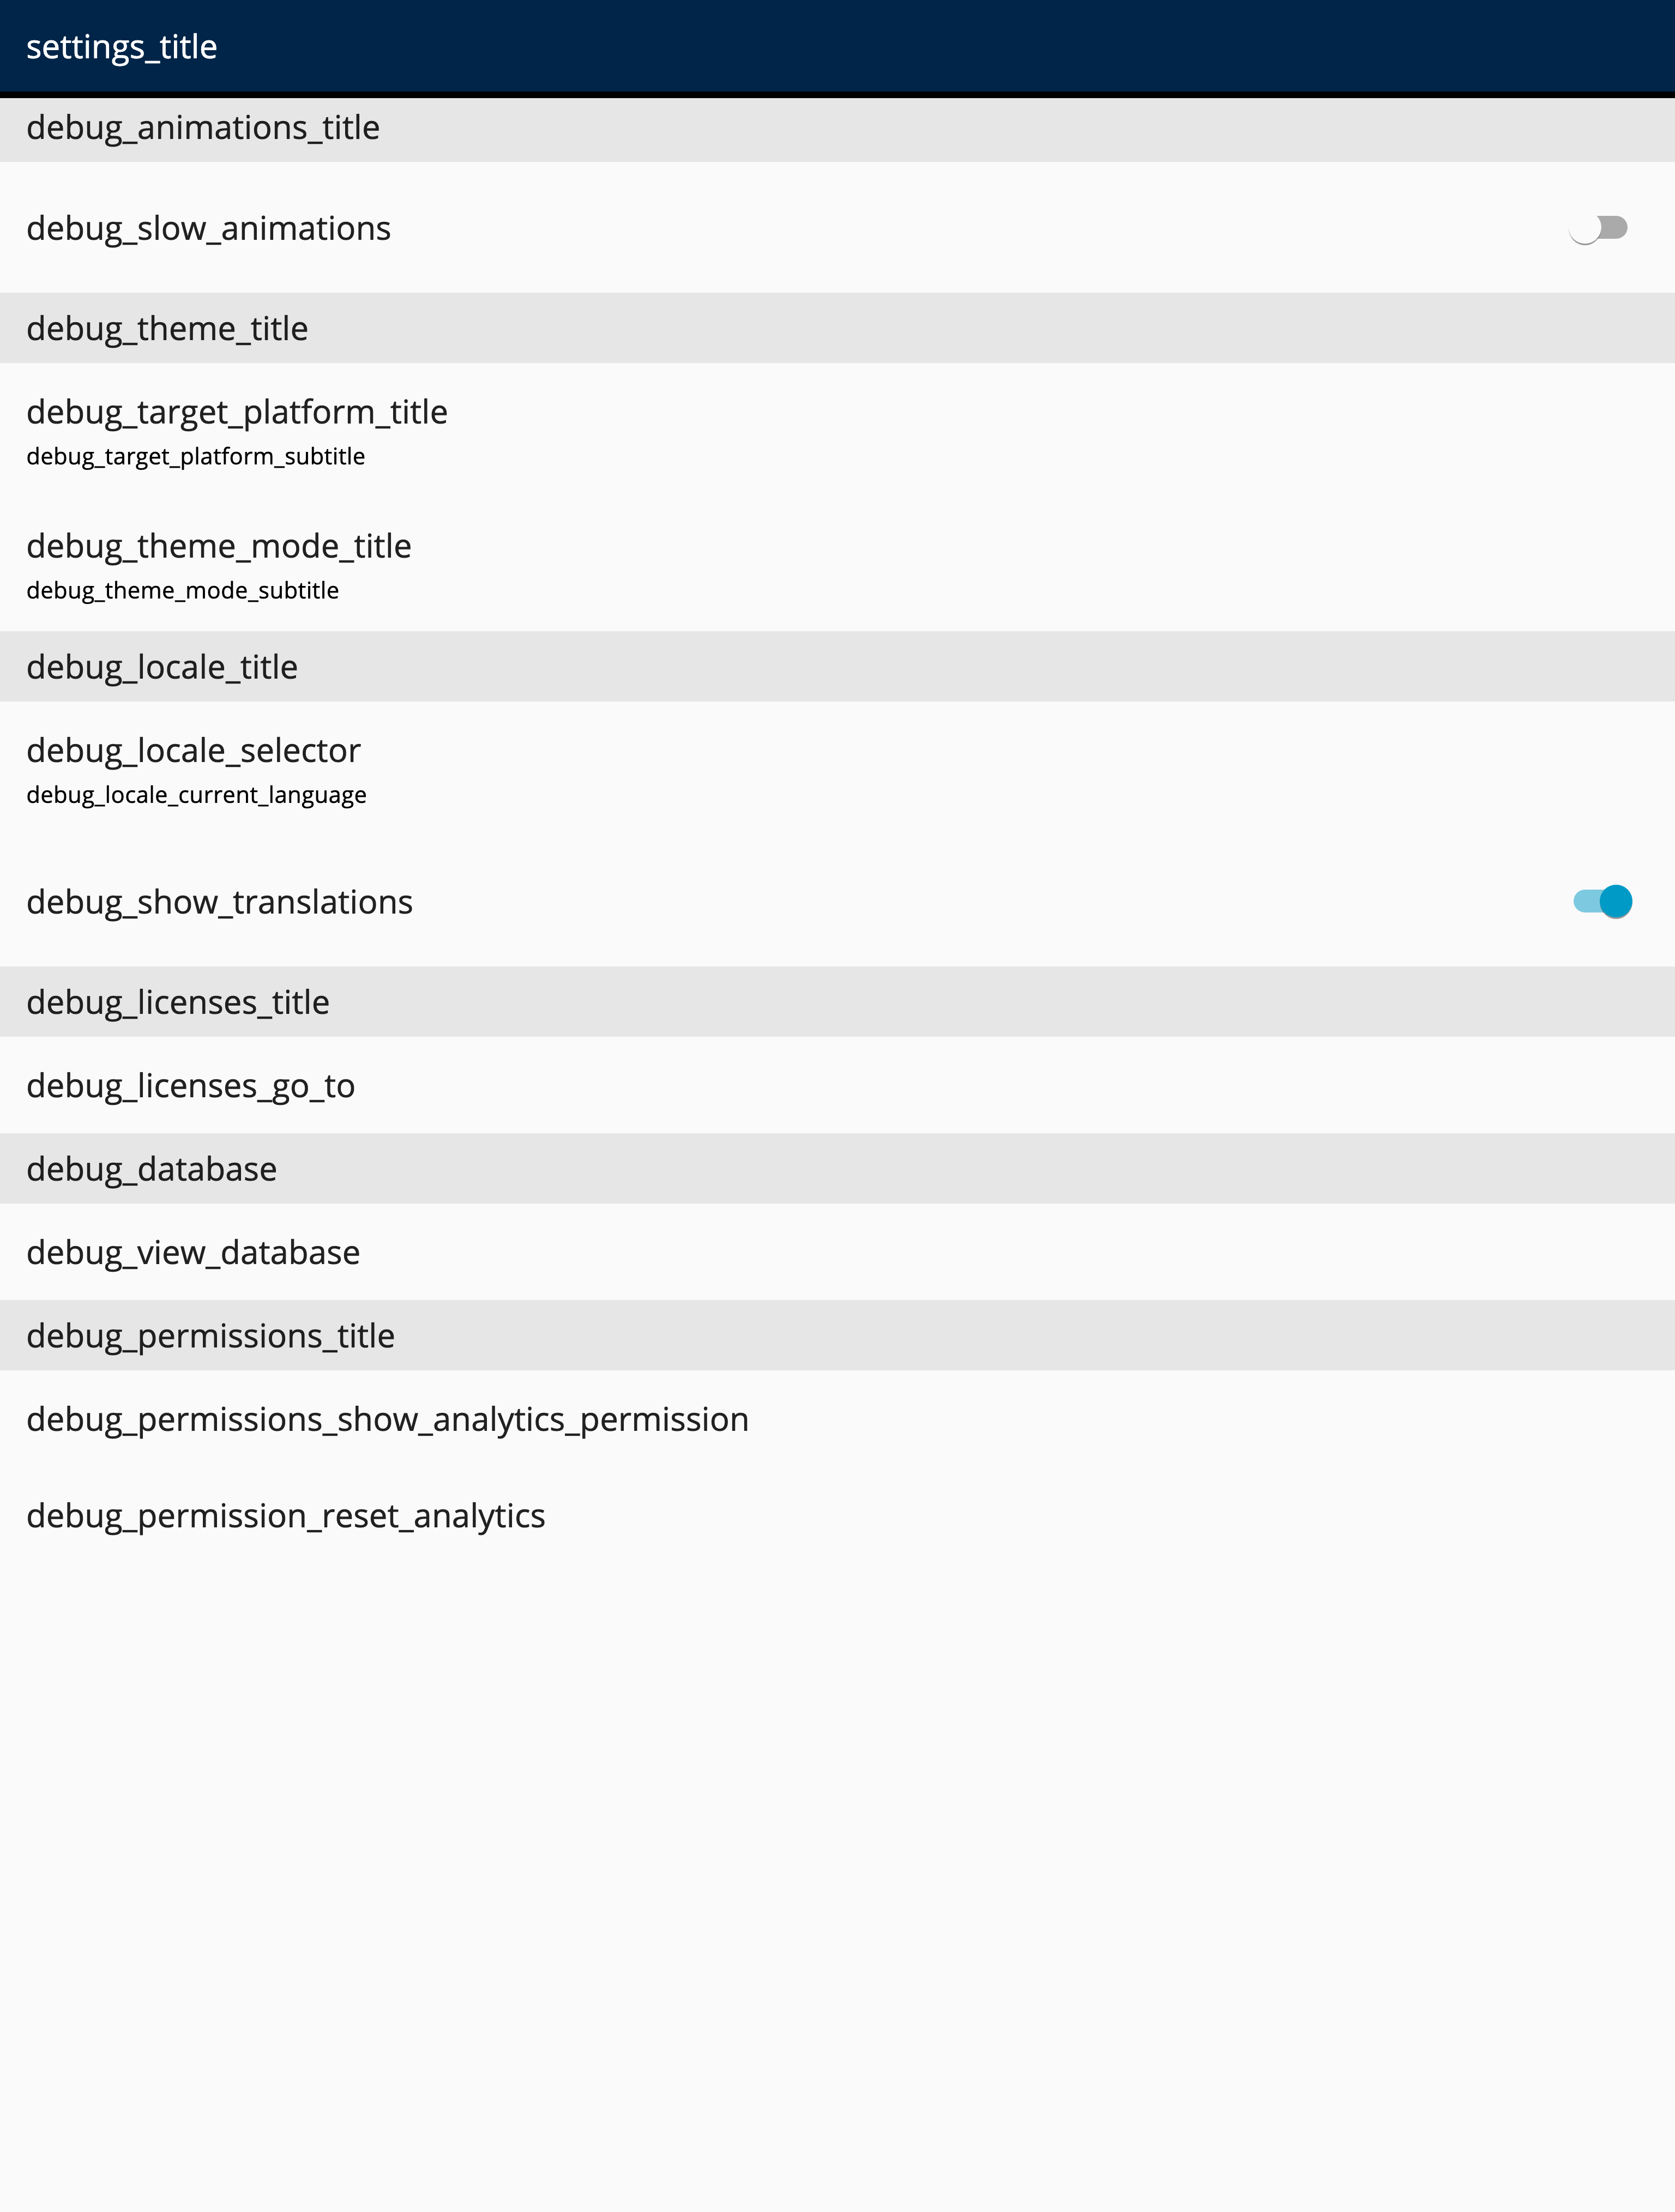 settings_title
debug_animations_title
debug_slow_animations
debug_theme_title
debug_target_platform_title
debug_target_platform_subtitle
debug_theme_mode_title
debug_theme_mode_subtitle
debug_locale_title
debug_locale_selector
debug_locale_current_language
debug_show_translations
debug_licenses_title
debug_licenses_go_to
debug_database
debug_view_database
debug_permissions_title
debug_permissions_show_analytics_permission
debug_permission_reset_analytics